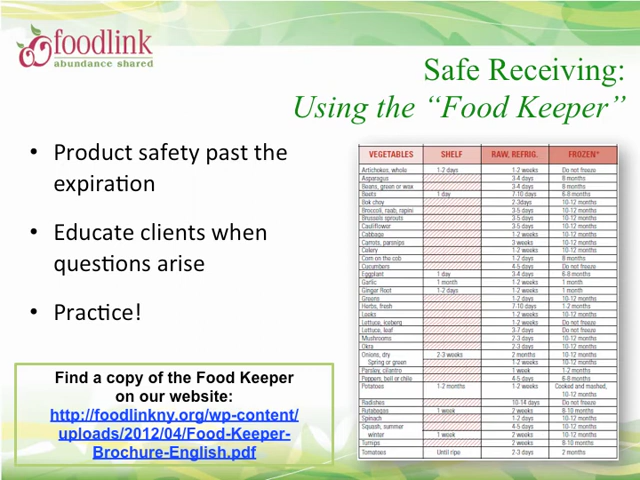 foodlink
abundance shared
Safe Receiving:
Using the “Food Keeper”
• Product safety past the
expiration
• Educate clients when
questions arise
• Practice!
Find a copy of the Food Keeper
on our website:
http://foodlinkny.org/wp-content/
uploads/2012/04/Food-Keeper-
Brochure-English.pdf
VEGETABLES SHELF RAW, REFRIG. FROZEN*
Artichokes, whole 1-2 days 1-2 weeks Do not freeze
Asparagus 3-4 days 8 months
Beans, green or wax 3-4 days 8 months
Beets 1 day 7-10 days 6-8 months
Bok choy 2-3days 10-12 months
Broccoli, raab, rapini 3-5 days 10-12 months
Brussels sprouts 3-5 days 10-12 months
Cauliflower 3-5 days 10-12 months
Cabbage 1-2 weeks 10-12 months
Carrots, parsnips 3 weeks 10-12 months
Celery 1-2 weeks 10-12 months
Corn on the cob 1-2 days 8 months
Cucumbers 4-5 days Do not freeze
Eggplant 1 day 3-4 days 6-8 months
Garlic 1 month 1-2 weeks 1 month
Ginger Root 1-2 days 1-2 weeks 1 month
Greens 1-2 days 10-12 months
Herbs, fresh 7-10 days 1-2 months
Leeks 1-2 weeks 10-12 months
Lettuce, iceberg 1-2 weeks Do not freeze
Lettuce, leaf 3-7 days Do not freeze
Mushrooms 2-3 days 10-12 months
Okra 2-3 days 10-12 months
Onions, dry 2-3 weeks 2 months 10-12 months
Spring or green 1-2 weeks 10-12 months
Parsley, cilantro 1 week 1-2 months
Peppers, bell or chile 4-5 days 6-8 months
Potatoes 1-2 months 1-2 weeks Cooked and mashed,
10-12 months
Radishes 10-14 days Do not freeze
Rutabagas 1 week 2 weeks 8-10 months
Spinach 1-2 days 10-12 months
Squash, summer 4-5 days 10-12 months
winter 1 week 2 weeks 10-12 months
Turnips 2 weeks 8-10 months
Tomatoes Until ripe 2-3 days 2 months